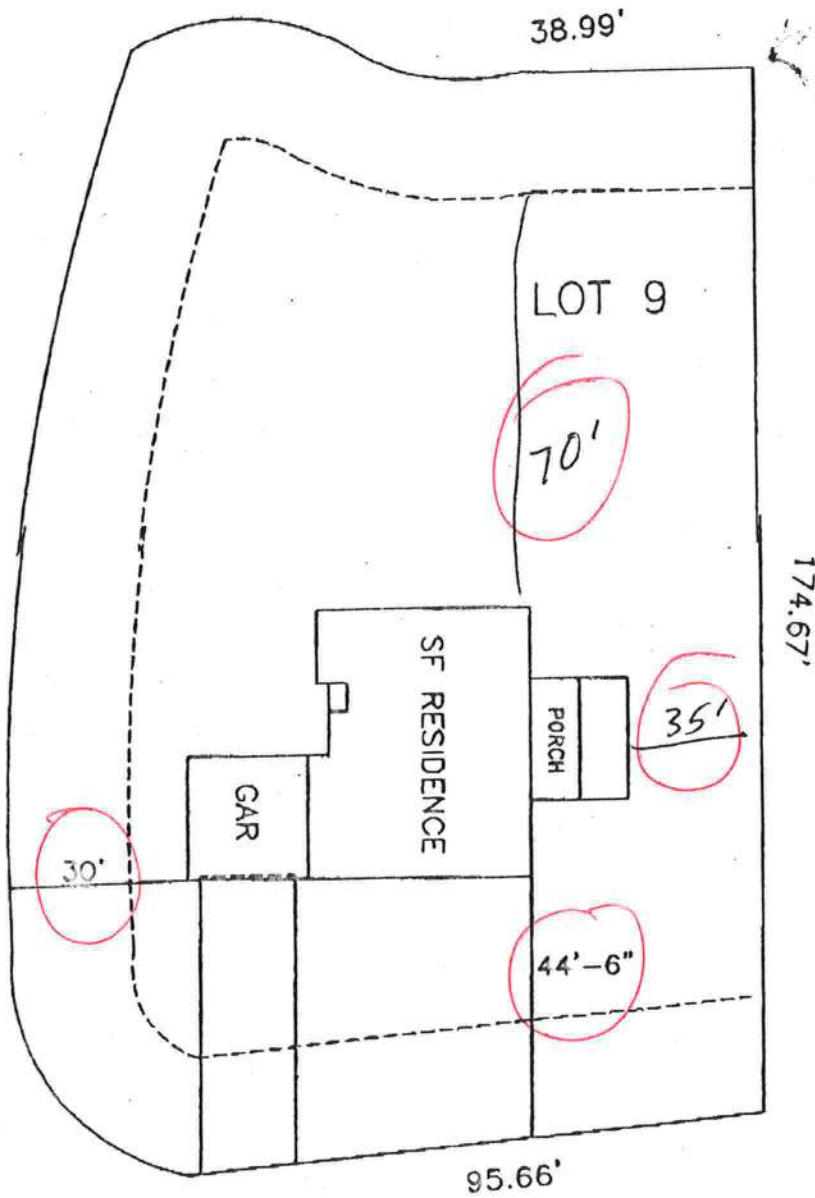 38.99'
LOT 9
70'
174.67'
SF RESIDENCE
PORCH
35'
GAR
30'
44'-6"
95.66'